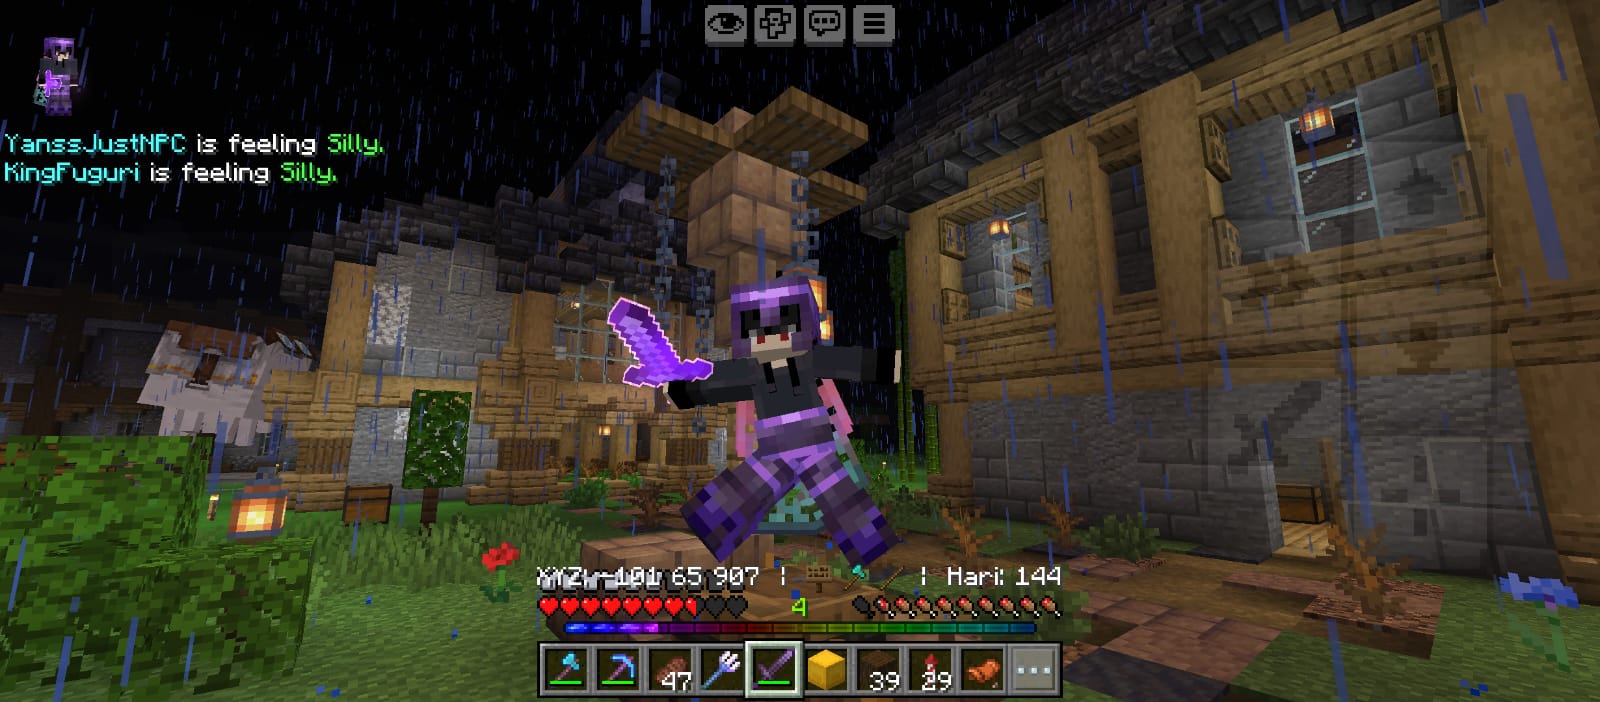 YanssJustNPC is feeling Silly.
KingFuguri is feeling Silly.
XYZ: -101 65 907 | | Hari: 144
4
47 39 29